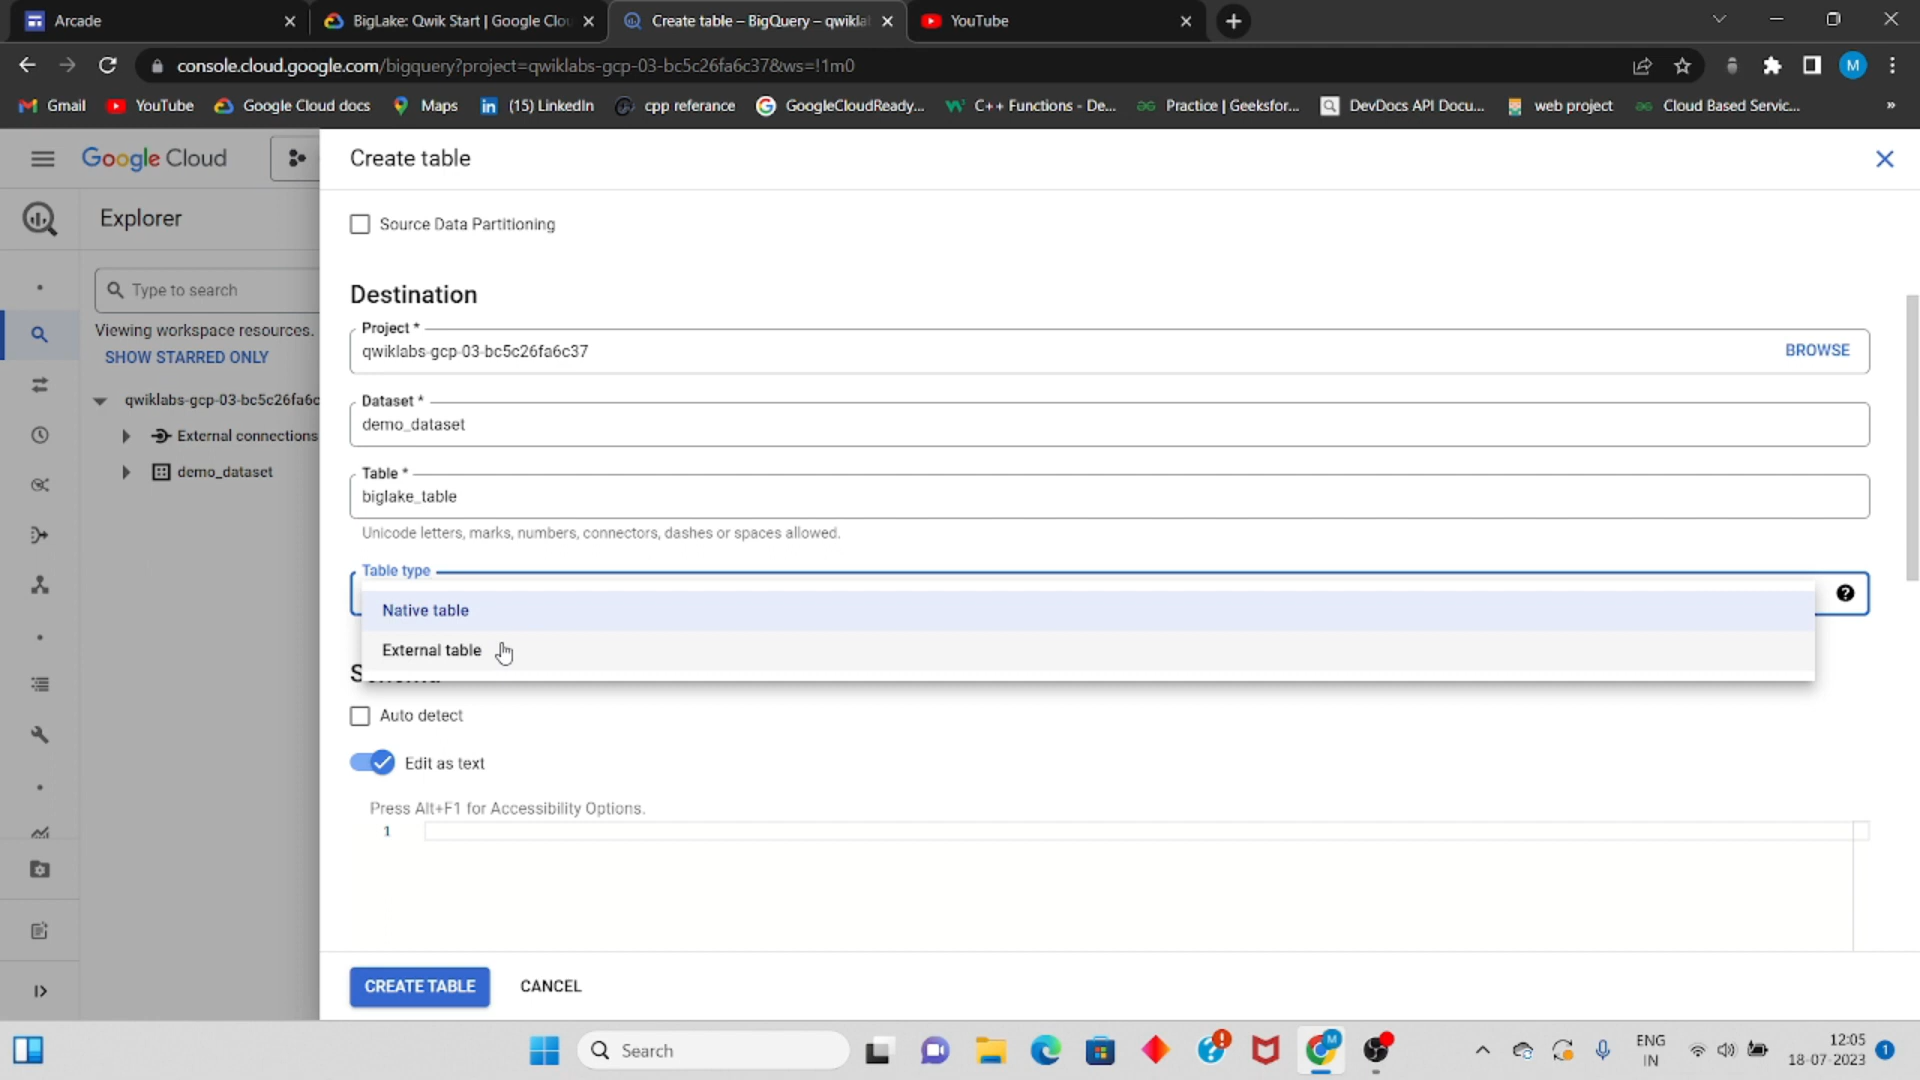 Arcade
BigLake: Qwik Start | Google Clou
Create table – BigQuery – qwikla
YouTube
console.cloud.google.com/bigquery?project=qwiklabs-gcp-03-bc5c26fa6c37&ws=!1m0
M
Gmail
YouTube
Google Cloud docs
Maps
(15) LinkedIn
cpp referance
GoogleCloudReady...
C++ Functions - De...
Practice | Geeksfor...
DevDocs API Docu...
web project
Cloud Based Servic...
»
Google Cloud
Create table
Explorer
Source Data Partitioning
Type to search
Viewing workspace resources.
SHOW STARRED ONLY
qwiklabs-gcp-03-bc5c26fa6c
External connections
demo_dataset
Destination
Project *
qwiklabs-gcp-03-bc5c26fa6c37
BROWSE
Dataset *
demo_dataset
Table *
biglake_table
Unicode letters, marks, numbers, connectors, dashes or spaces allowed.
Table type
Native table
External table
Auto detect
Edit as text
Press Alt+F1 for Accessibility Options.
1
CREATE TABLE
CANCEL
Search
ENG
IN
12:05
18-07-2023
1